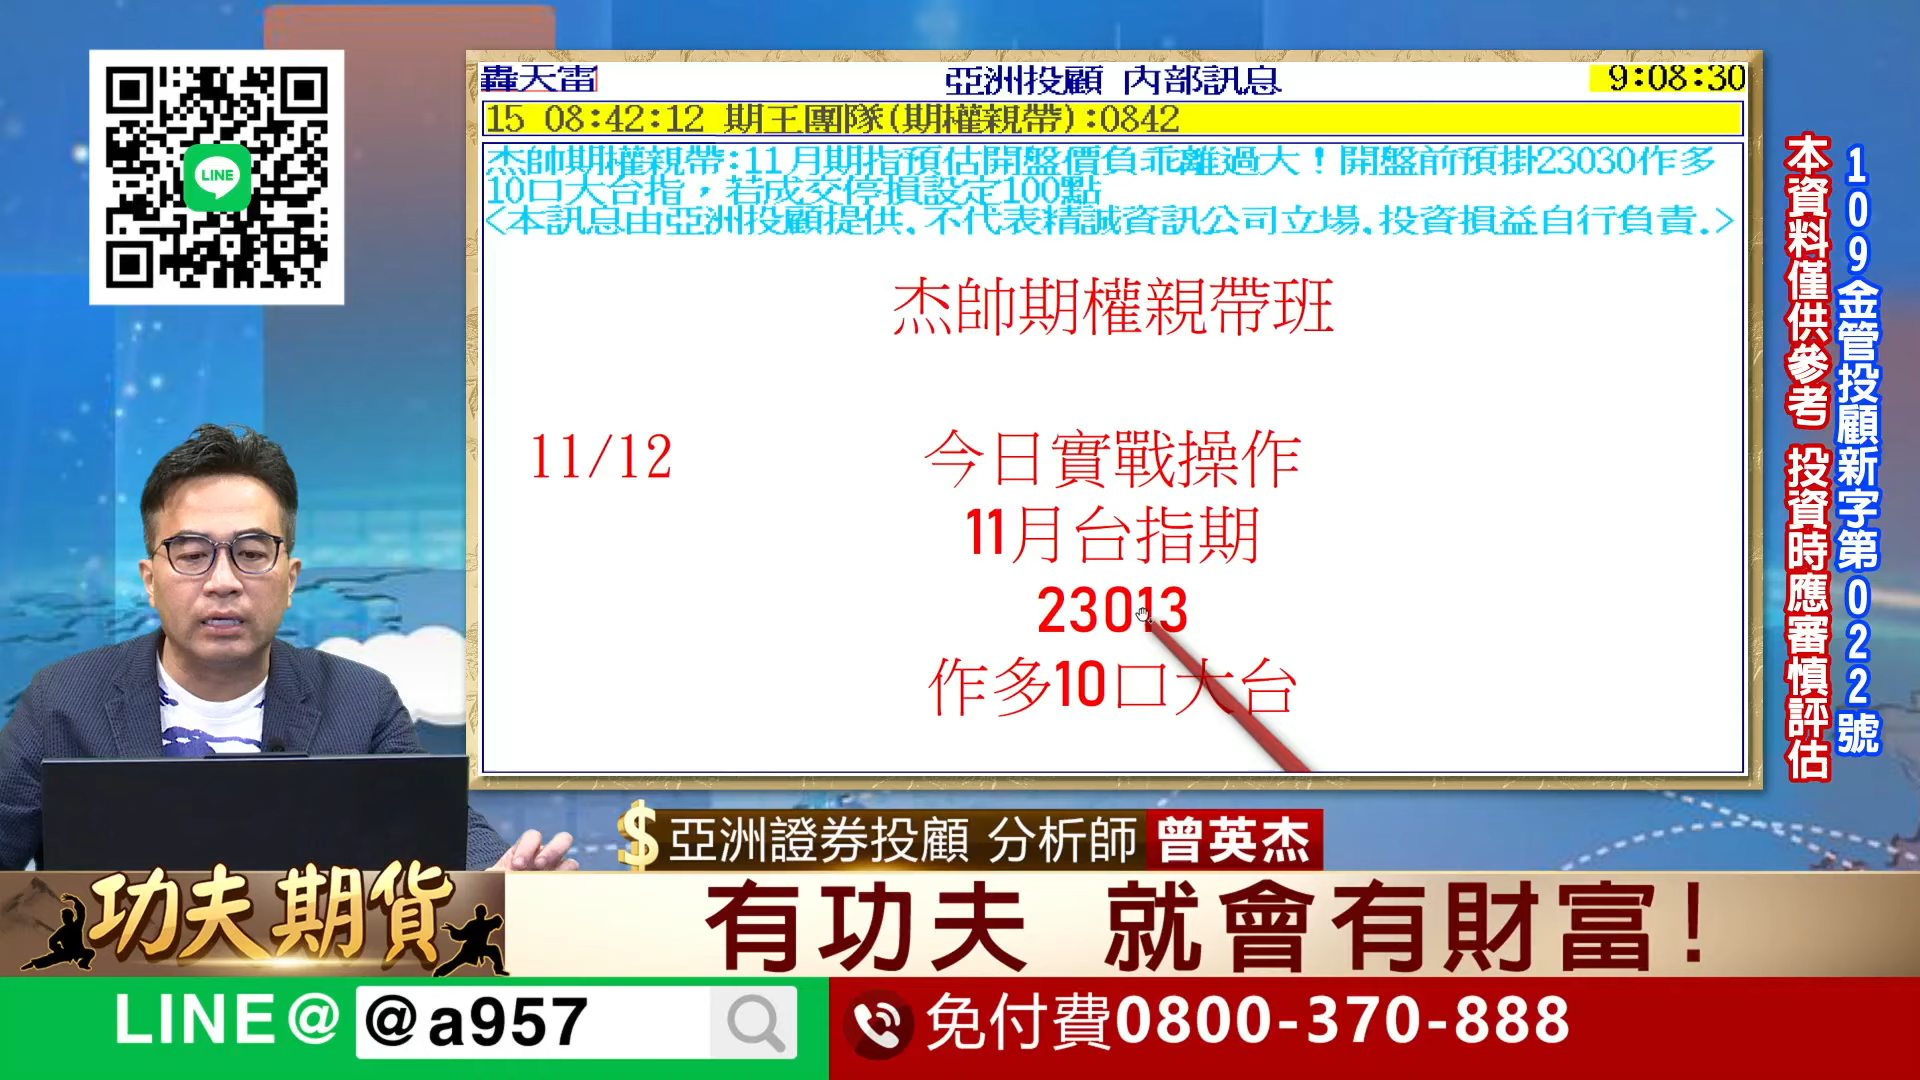 LINE
轟天雷
亞洲投顧 內部訊息
9:08:30
15 08:42:12 期王團隊(期權親帶):0842
杰帥期權親帶:11月期指預估開盤價負乖離過大!開盤前預掛23030作多
10口大台指,若成交停損設定100點
<本訊息由亞洲投顧提供.不代表精誠資訊公司立場.投資損益自行負責.>
杰帥期權親帶班
11/12
今日實戰操作
11月台指期
23013
作多10口大台
109金管投顧新字第022號
本資料僅供參考 投資時應審慎評估
$亞洲證券投顧 分析師 曾英杰
功夫期貨
有功夫 就會有財富!
LINE@ @a957
免付費0800-370-888